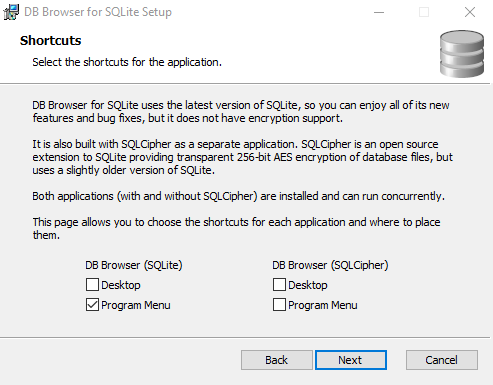 DB Browser for SQLite Setup
Shortcuts
Select the shortcuts for the application.
DB Browser for SQLite uses the latest version of SQLite, so you can enjoy all of its new
features and bug fixes, but it does not have encryption support.
It is also built with SQLCipher as a separate application. SQLCipher is an open source
extension to SQLite providing transparent 256-bit AES encryption of database files, but
uses a slightly older version of SQLite.
Both applications (with and without SQLCipher) are installed and can run concurrently.
This page allows you to choose the shortcuts for each application and where to place
them.
DB Browser (SQLite) DB Browser (SQLCipher)
Desktop Desktop
Program Menu Program Menu
Back Next Cancel